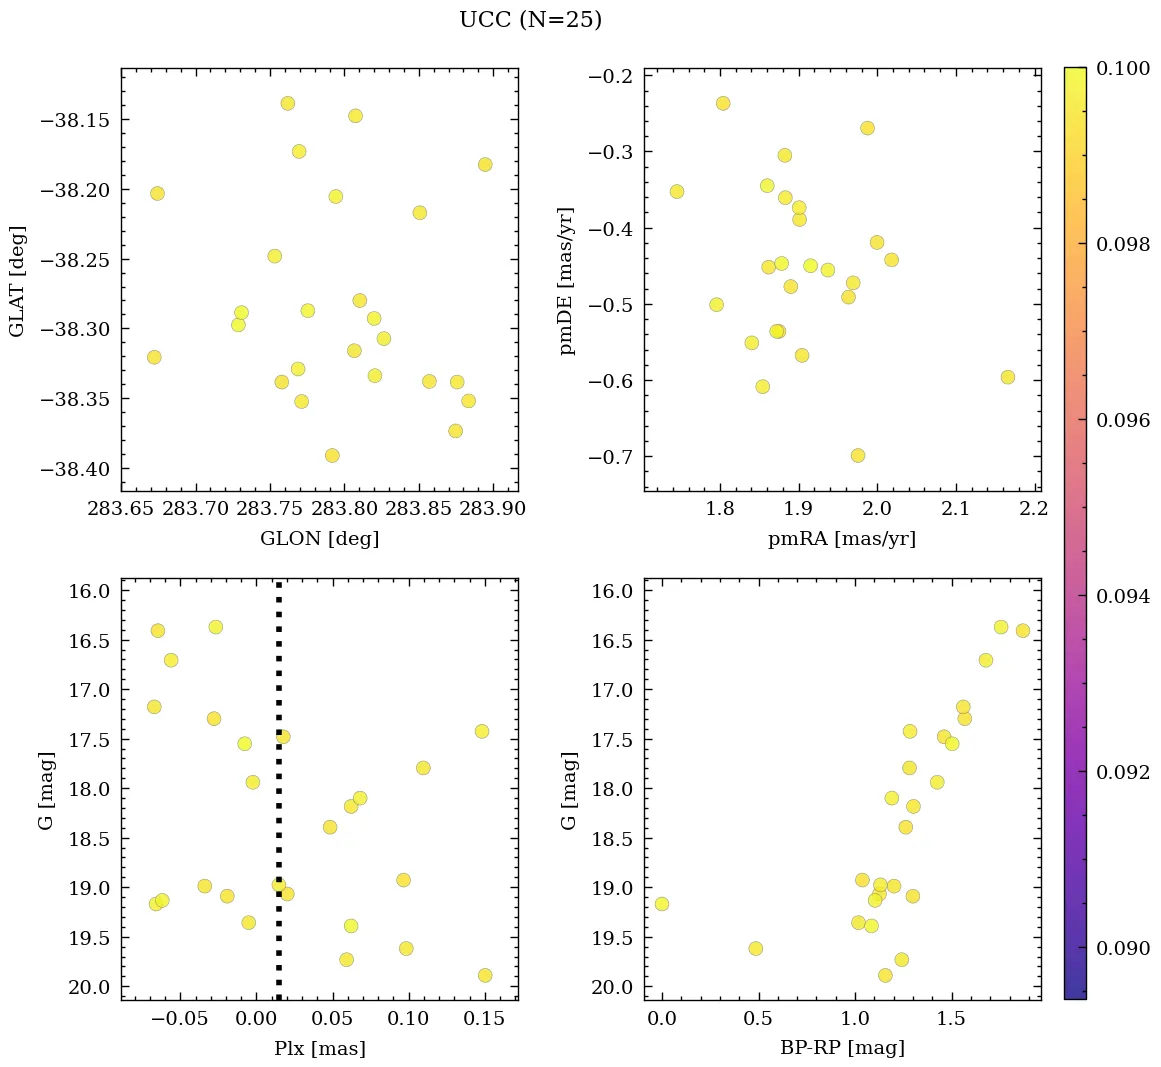 UCC (N=25)
−38.15
−38.20
−38.25
−38.30
−38.35
−38.40
GLAT [deg]
283.65 283.70 283.75 283.80 283.85 283.90
GLON [deg]
−0.2
−0.3
−0.4
−0.5
−0.6
−0.7
pmDE [mas/yr]
1.8 1.9 2.0 2.1 2.2
pmRA [mas/yr]
16.0
16.5
17.0
17.5
18.0
18.5
19.0
19.5
20.0
G [mag]
−0.05 0.00 0.05 0.10 0.15
Plx [mas]
16.0
16.5
17.0
17.5
18.0
18.5
19.0
19.5
20.0
G [mag]
0.0 0.5 1.0 1.5
BP-RP [mag]
0.100
0.098
0.096
0.094
0.092
0.090